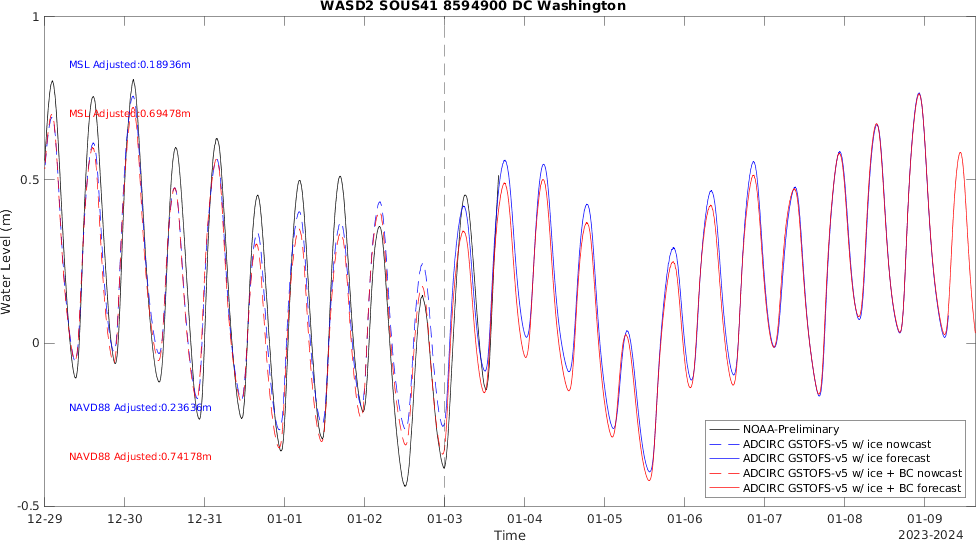 WASD2 SOUS41 8594900 DC Washington
1
MSL Adjusted:0.18936m
MSL Adjusted:0.69478m
0.5
Water Level (m)
0
NAVD88 Adjusted:0.23636m
NAVD88 Adjusted:0.74178m
NOAA-Preliminary
ADCIRC GSTOFS-v5 w/ ice nowcast
ADCIRC GSTOFS-v5 w/ ice forecast
ADCIRC GSTOFS-v5 w/ ice + BC nowcast
ADCIRC GSTOFS-v5 w/ ice + BC forecast
-0.5
12-29 12-30 12-31 01-01 01-02 01-03 01-04 01-05 01-06 01-07 01-08 01-09
Time
2023-2024